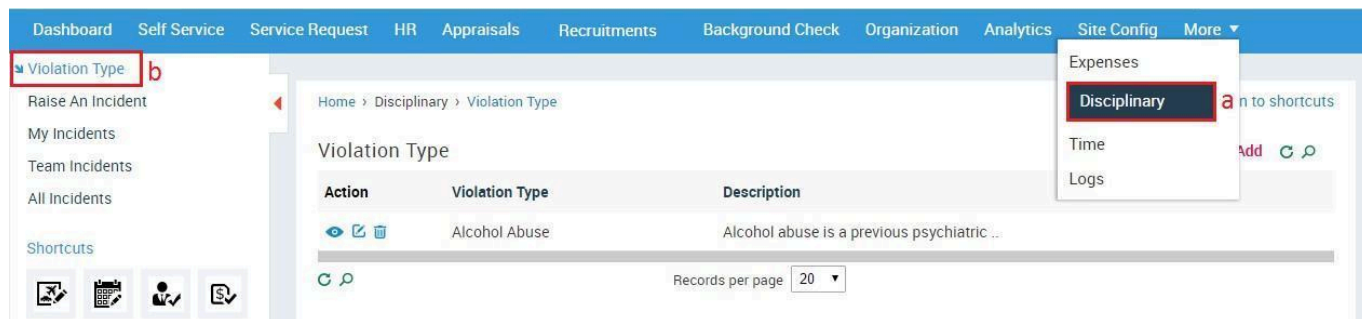 Dashboard Self Service Service Request HR Appraisals Recruitments Background Check Organization Analytics Site Config More ▼
Violation Type b
Raise An Incident
My Incidents
Team Incidents
All Incidents
Shortcuts
Expenses
Disciplinary a
Time
Logs
Home › Disciplinary › Violation Type
n to shortcuts
Violation Type
Add
Action Violation Type Description
Alcohol Abuse Alcohol abuse is a previous psychiatric ..
Records per page 20 ▼